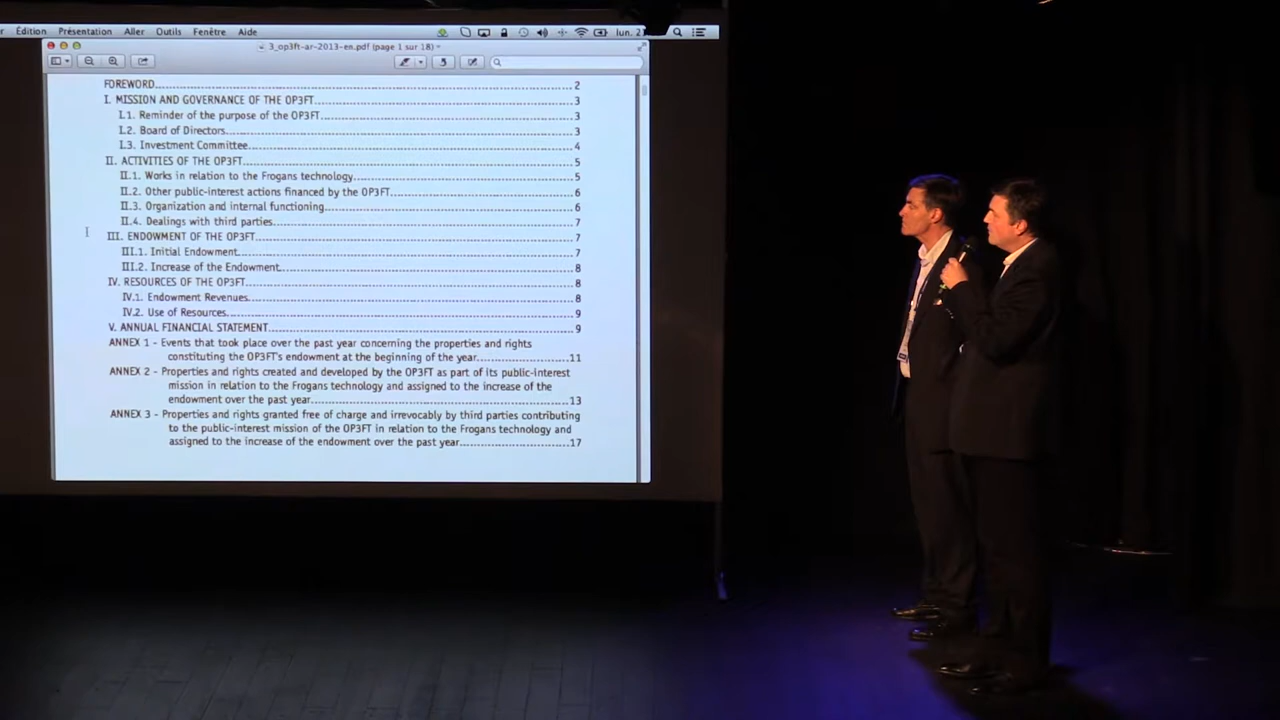 Édition Présentation Aller Outils Fenêtre Aide lun. 2
3_op3ft-ar-2013-en.pdf (page 1 sur 18)
FOREWORD 2
I. MISSION AND GOVERNANCE OF THE OP3FT 3
I.1. Reminder of the purpose of the OP3FT 3
I.2. Board of Directors 3
I.3. Investment Committee 4
II. ACTIVITIES OF THE OP3FT 5
II.1. Works in relation to the Frogans technology 5
II.2. Other public-interest actions financed by the OP3FT 6
II.3. Organization and internal functioning 6
II.4. Dealings with third parties 7
III. ENDOWMENT OF THE OP3FT 7
III.1. Initial Endowment 7
III.2. Increase of the Endowment 8
IV. RESOURCES OF THE OP3FT 8
IV.1. Endowment Revenues 8
IV.2. Use of Resources 9
V. ANNUAL FINANCIAL STATEMENT 9
ANNEX 1 - Events that took place over the past year concerning the properties and rights
constituting the OP3FT's endowment at the beginning of the year 11
ANNEX 2 - Properties and rights created and developed by the OP3FT as part of its public-interest
mission in relation to the Frogans technology and assigned to the increase of the
endowment over the past year 13
ANNEX 3 - Properties and rights granted free of charge and irrevocably by third parties contributing
to the public-interest mission of the OP3FT in relation to the Frogans technology and
assigned to the increase of the endowment over the past year 17